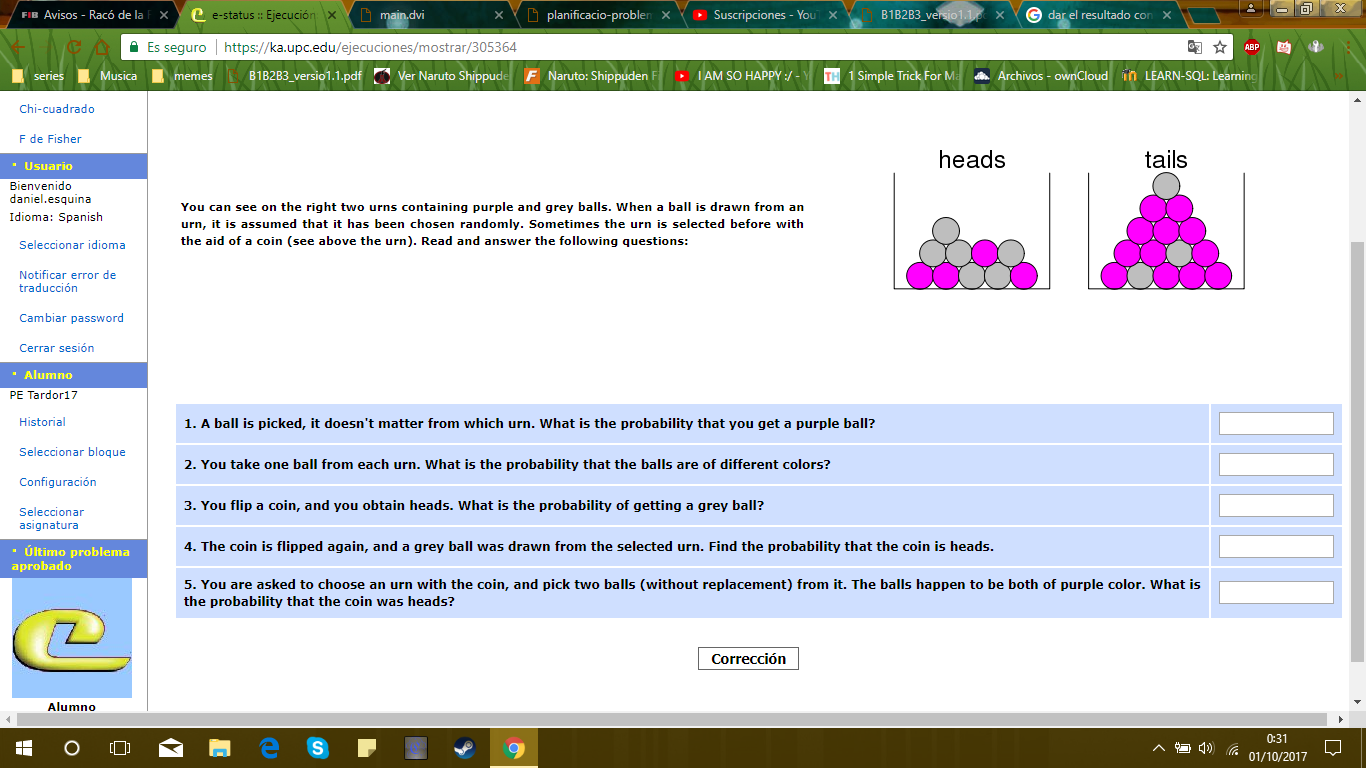 FIB Avisos - Racó de la F
e-status :: Ejecución
main.dvi
planificacio-problem
Suscripciones - You
B1B2B3_versio1.1.p
dar el resultado con
Es seguro https://ka.upc.edu/ejecuciones/mostrar/305364
ABP
series Musica memes B1B2B3_versio1.1.pdf Ver Naruto Shippude Naruto: Shippuden F I AM SO HAPPY :/ - Y TH 1 Simple Trick For Ma Archivos - ownCloud LEARN-SQL: Learning
Chi-cuadrado
F de Fisher
Usuario
Bienvenido
daniel.esquina
Idioma: Spanish
Seleccionar idioma
Notificar error de
traducción
Cambiar password
Cerrar sesión
Alumno
PE Tardor17
Historial
Seleccionar bloque
Configuración
Seleccionar
asignatura
Último problema
aprobado
Alumno
You can see on the right two urns containing purple and grey balls. When a ball is drawn from an
urn, it is assumed that it has been chosen randomly. Sometimes the urn is selected before with
the aid of a coin (see above the urn). Read and answer the following questions:
heads
tails
1. A ball is picked, it doesn't matter from which urn. What is the probability that you get a purple ball?
2. You take one ball from each urn. What is the probability that the balls are of different colors?
3. You flip a coin, and you obtain heads. What is the probability of getting a grey ball?
4. The coin is flipped again, and a grey ball was drawn from the selected urn. Find the probability that the coin is heads.
5. You are asked to choose an urn with the coin, and pick two balls (without replacement) from it. The balls happen to be both of purple color. What is
the probability that the coin was heads?
Corrección
0:31
01/10/2017